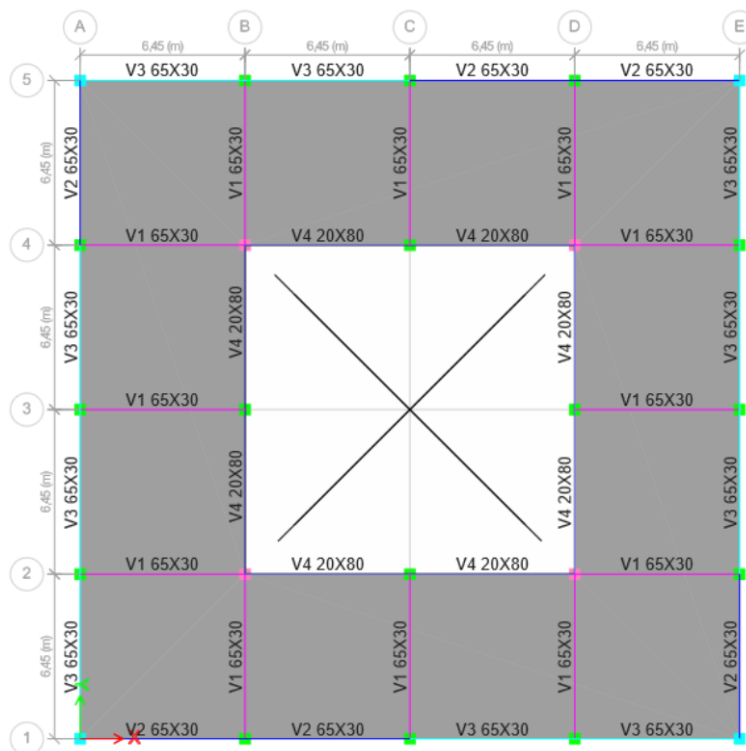 A B C D E
6,45 (m) 6,45 (m) 6,45 (m) 6,45 (m)
V3 65X30 V3 65X30 V2 65X30 V2 65X30
5
6,45 (m) V2 65X30 V1 65X30 V1 65X30 V1 65X30 V3 65X30
V1 65X30 V4 20X80 V4 20X80 V1 65X30
4
6,45 (m) V3 65X30 V4 20X80 V4 20X80 V3 65X30
V1 65X30 V1 65X30
3
6,45 (m) V3 65X30 V4 20X80 V4 20X80 V3 65X30
V1 65X30 V4 20X80 V4 20X80 V1 65X30
2
6,45 (m) V3 65X30 V1 65X30 V1 65X30 V1 65X30 V2 65X30
V2 65X30 V2 65X30 V3 65X30 V3 65X30
1 X